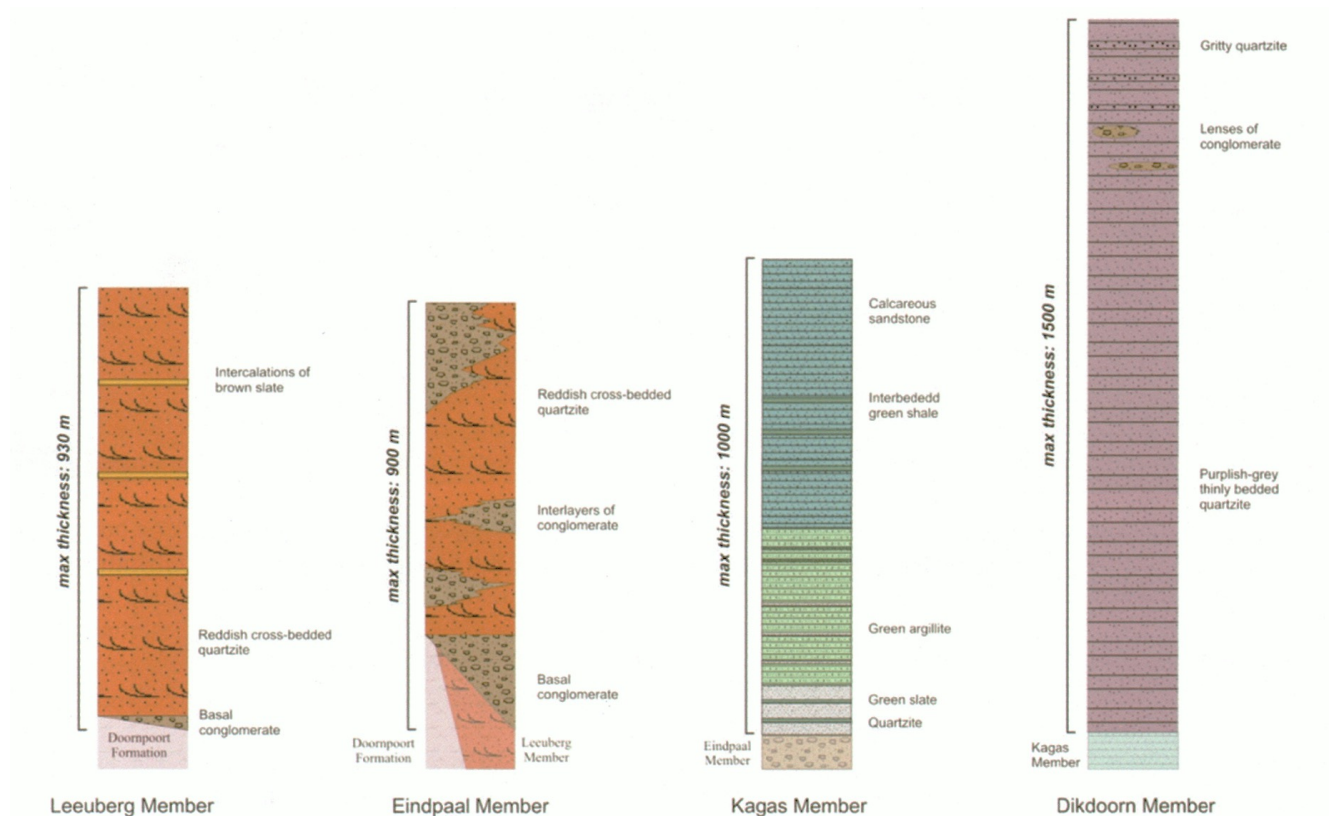 max thickness: 930 m
Intercalations of
brown slate
Reddish cross-bedded
quartzite
Basal
conglomerate
Doornpoort
Formation
Leeuberg Member
max thickness: 900 m
Reddish cross-bedded
quartzite
Interlayers of
conglomerate
Basal
conglomerate
Doornpoort
Formation
Leeuberg
Member
Eindpaal Member
max thickness: 1000 m
Calcareous
sandstone
Interbededd
green shale
Green argillite
Green slate
Quartzite
Eindpaal
Member
Kagas Member
max thickness: 1500 m
Gritty quartzite
Lenses of
conglomerate
Purplish-grey
thinly bedded
quartzite
Kagas
Member
Dikdoorn Member